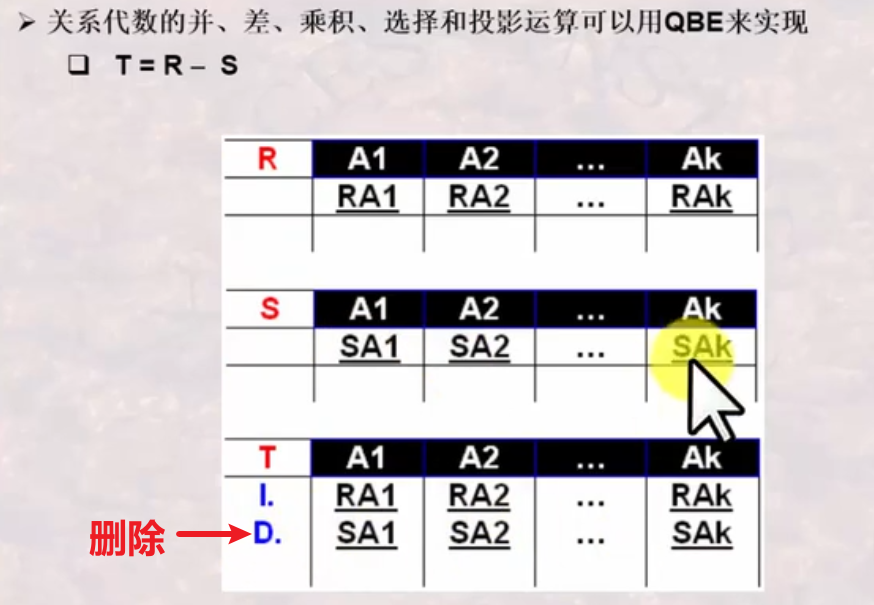 ➢ 关系代数的并、差、乘积、选择和投影运算可以用QBE来实现
❑ T = R – S
R A1 A2 ... Ak
RA1 RA2 ... RAk
S A1 A2 ... Ak
SA1 SA2 ... SAk
T A1 A2 ... Ak
I. RA1 RA2 ... RAk
删除 D. SA1 SA2 ... SAk